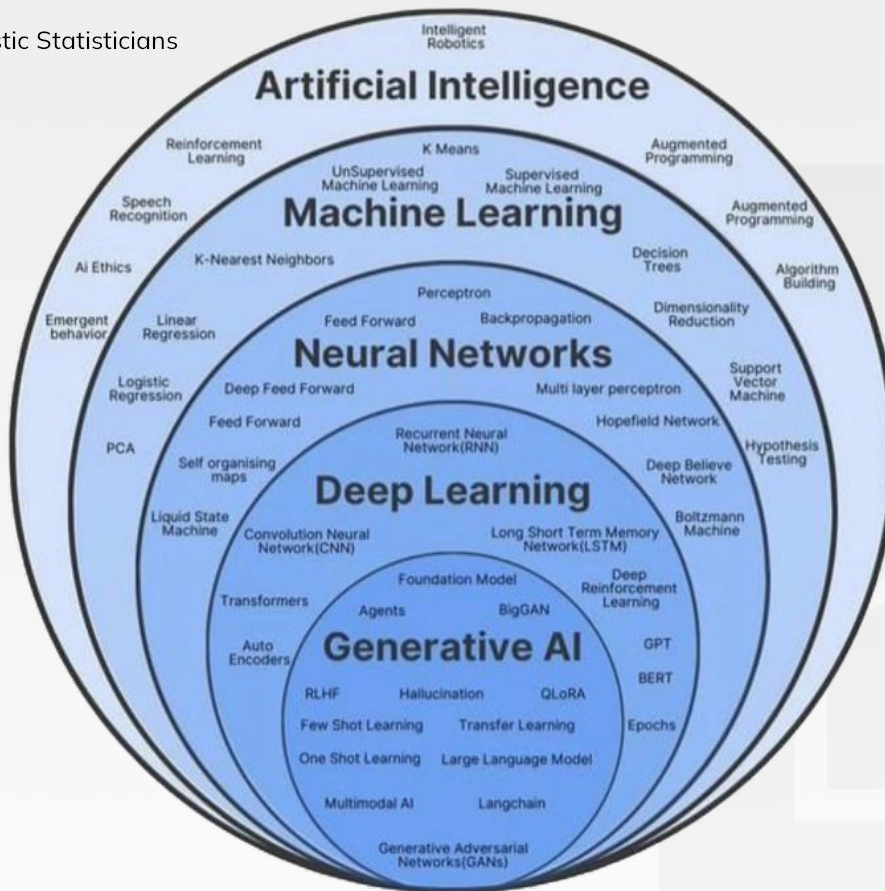 tic Statisticians
Intelligent
Robotics
Artificial Intelligence
Reinforcement
Learning
Augmented
Programming
Speech
Recognition
Augmented
Programming
Ai Ethics
Algorithm
Building
Emergent
behavior
K Means
UnSupervised
Machine Learning
Supervised
Machine Learning
Machine Learning
K-Nearest Neighbors
Decision
Trees
Linear
Regression
Dimensionality
Reduction
Logistic
Regression
Support
Vector
Machine
PCA
Hypothesis
Testing
Perceptron
Feed Forward
Backpropagation
Neural Networks
Deep Feed Forward
Multi layer perceptron
Feed Forward
Hopefield Network
Self organising
maps
Deep Believe
Network
Liquid State
Machine
Boltzmann
Machine
Recurrent Neural
Network(RNN)
Deep Learning
Convolution Neural
Network(CNN)
Long Short Term Memory
Network(LSTM)
Transformers
Deep
Reinforcement
Learning
Auto
Encoders
GPT
BERT
Epochs
Foundation Model
Agents
BigGAN
Generative AI
RLHF
Hallucination
QLoRA
Few Shot Learning
Transfer Learning
One Shot Learning
Large Language Model
Multimodal AI
Langchain
Generative Adversarial
Networks(GANs)